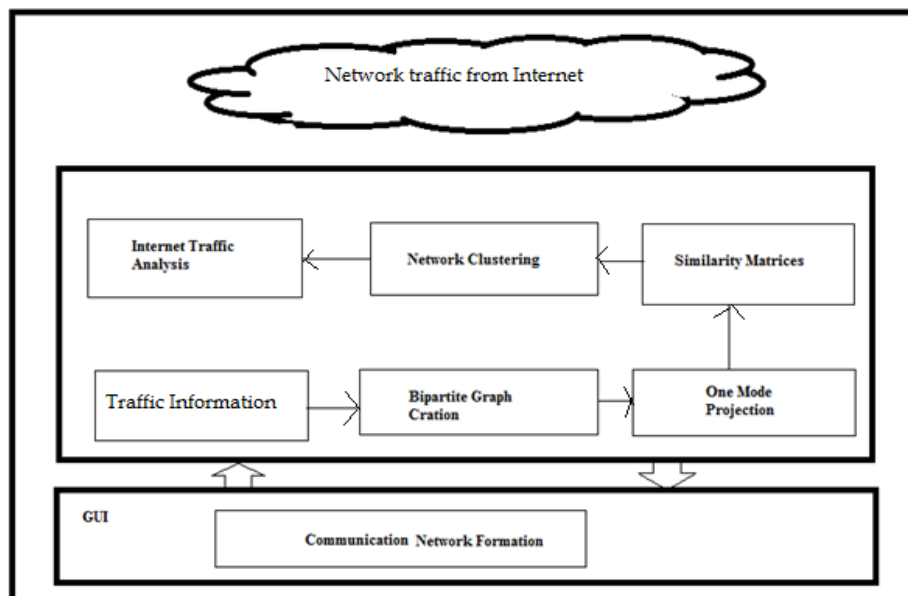 Network traffic from Internet
Internet Traffic
Analysis
Network Clustering
Similarity Matrices
Traffic Information
Bipartite Graph
Cration
One Mode
Projection
GUI
Communication Network Formation